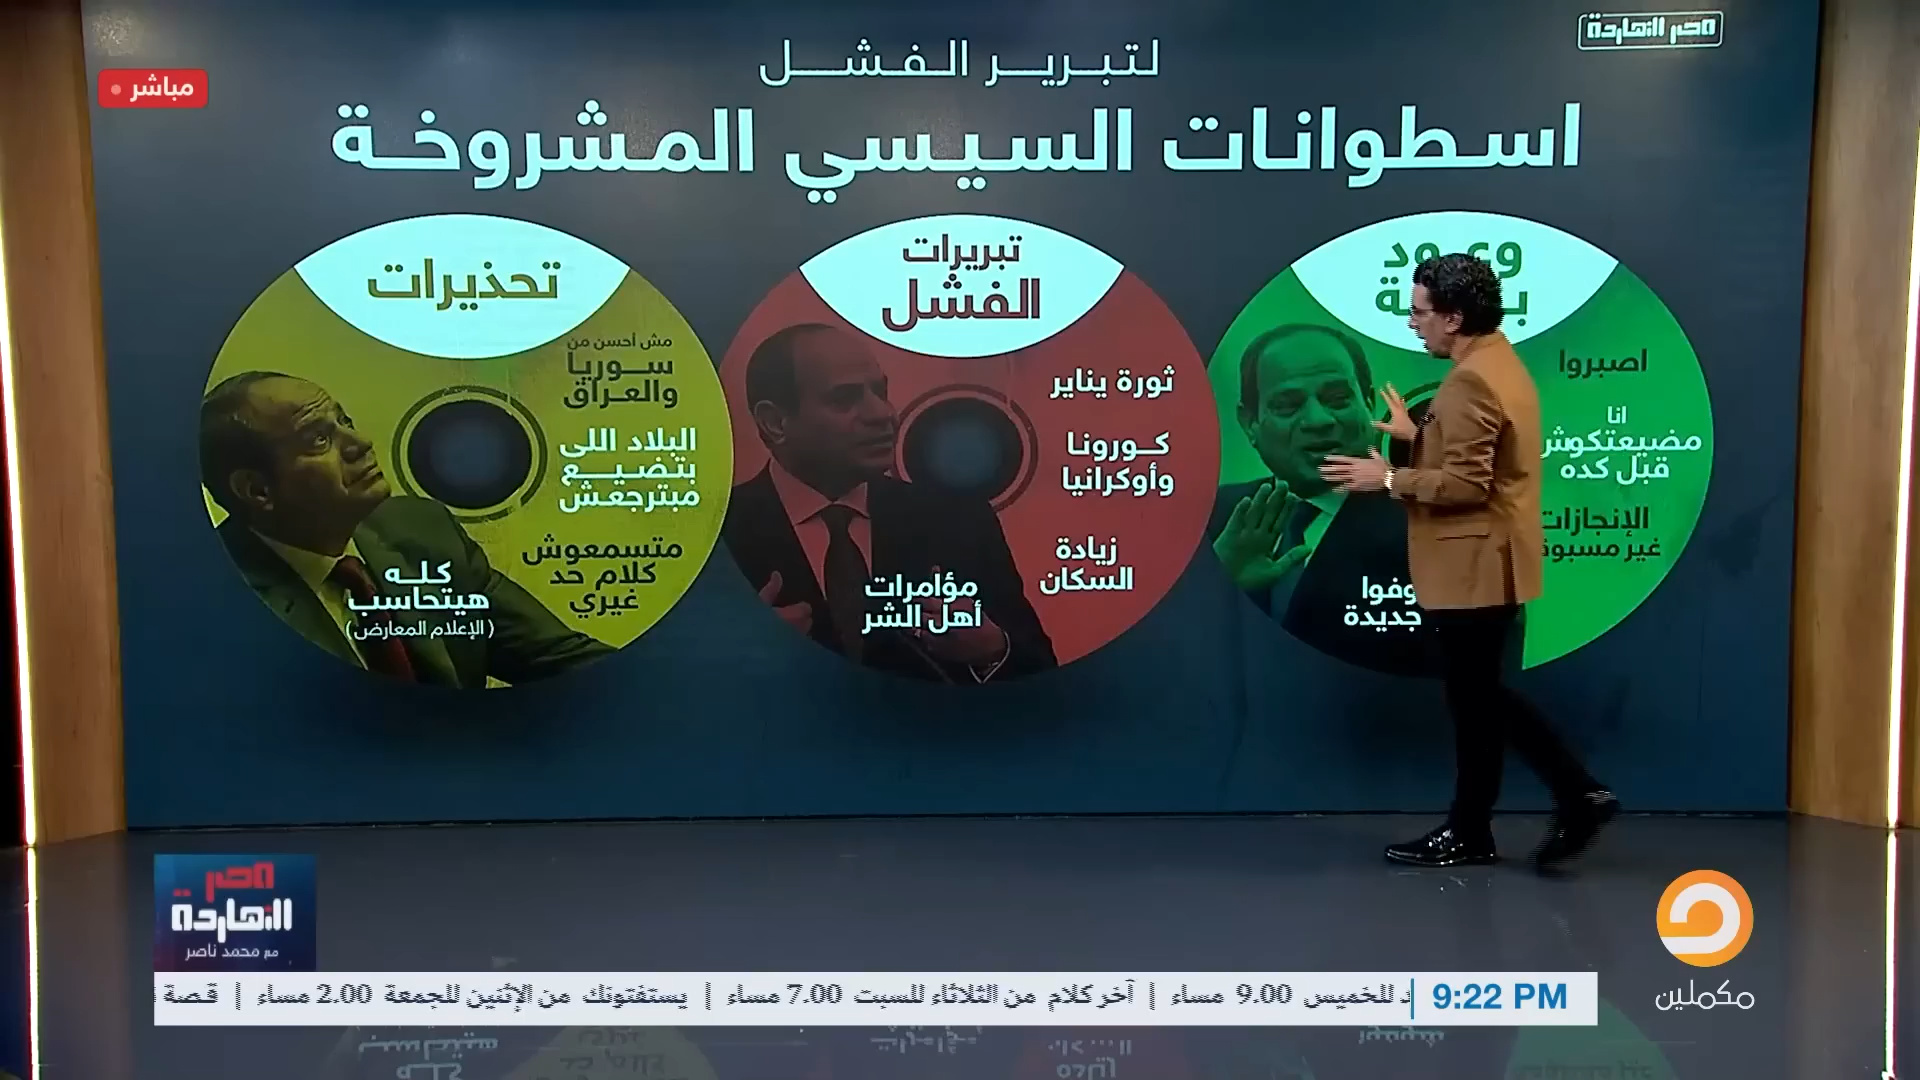 مصر النهاردة
مباشر
لتبرير الفشل
اسطوانات السيسي المشروخة
اصبروا
انا
مضيعتكوش
قبل كده
الإنجازات
غير
جديدة
تبريرات
الفشل
ثورة يناير
كورونا
وأوكرانيا
زيادة
السكان
مؤامرات
أهل الشر
تحذيرات
مش احسن من
سوريا
والعراق
البلاد اللى
بتضيع
مبترجعش
متسمعوش
كلام حد
غيري
كله
هيتحاسب
(الإعلام المعارض)
مصر
النهاردة
مع محمد ناصر
مكملين
9:22 PM
للخميس 9.00 مساء | آخر كلام من الثلاثاء للسبت 7.00 مساء | يستفتونك من الإثنين للجمعة 2.00 مساء | قصة